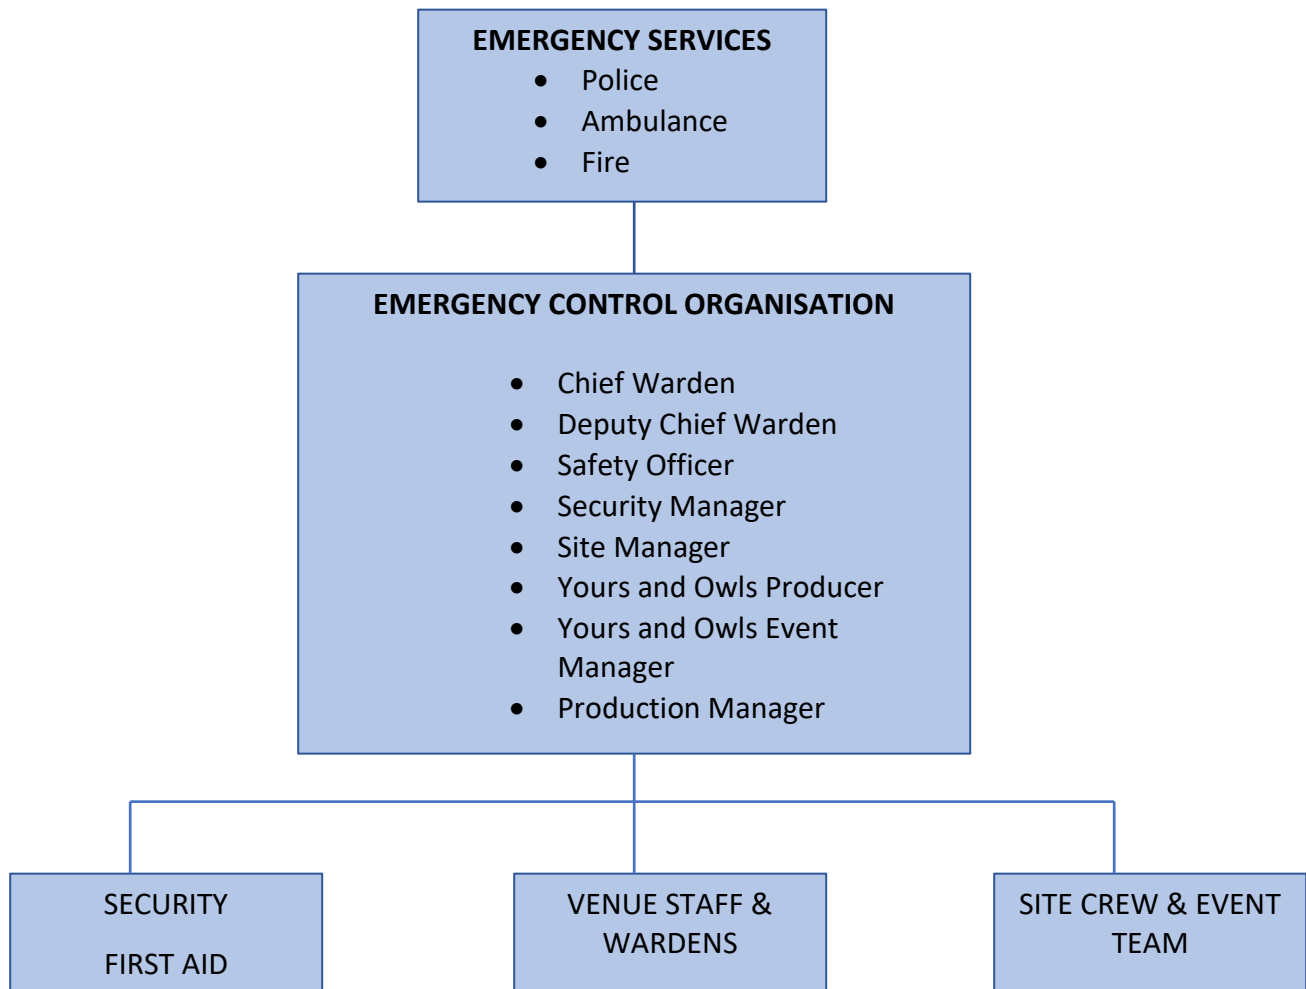 EMERGENCY SERVICES
• Police
• Ambulance
• Fire
EMERGENCY CONTROL ORGANISATION
• Chief Warden
• Deputy Chief Warden
• Safety Officer
• Security Manager
• Site Manager
• Yours and Owls Producer
• Yours and Owls Event
Manager
• Production Manager
SECURITY
FIRST AID
VENUE STAFF &
WARDENS
SITE CREW & EVENT
TEAM